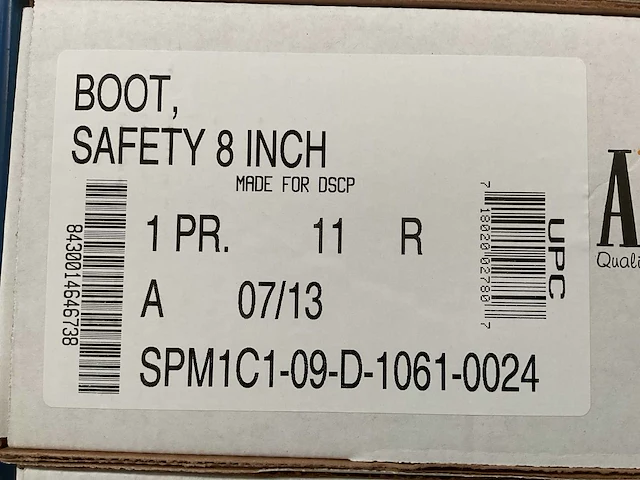 BOOT,
SAFETY 8 INCH
MADE FOR DSCP
1 PR. 11 R
A 07/13
SPM1C1-09-D-1061-0024
8430014646738
7 18020 02780 7
UPC